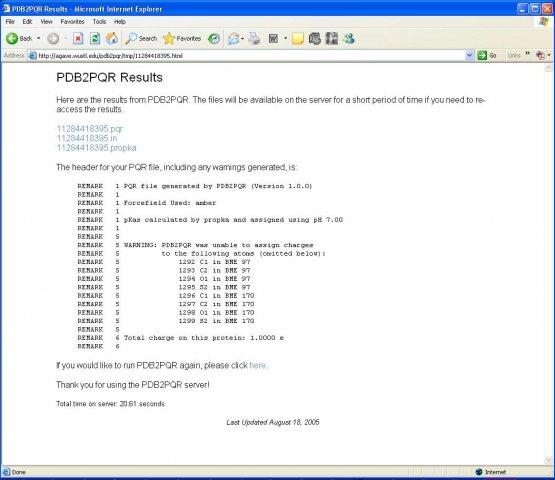 PDB2PQR Results - Microsoft Internet Explorer
File Edit View Favorites Tools Help
Back Search Favorites
Address http://agave.wustl.edu/pdb2pqr/tmp/11284418395.html Go Links
PDB2PQR Results
Here are the results from PDB2PQR. The files will be available on the server for a short period of time if you need to re-
access the results.
11284418395.pqr
11284418395.in
11284418395.propka
The header for your PQR file, including any warnings generated, is:
REMARK 1 PQR file generated by PDB2PQR (Version 1.0.0)
REMARK 1
REMARK 1 Forcefield Used: amber
REMARK 1
REMARK 1 pKas calculated by propka and assigned using pH 7.00
REMARK 1
REMARK 5
REMARK 5 WARNING: PDB2PQR was unable to assign charges
REMARK 5 to the following atoms (omitted below):
REMARK 5 1292 C1 in BME 97
REMARK 5 1293 C2 in BME 97
REMARK 5 1294 O1 in BME 97
REMARK 5 1295 S2 in BME 97
REMARK 5 1296 C1 in BME 170
REMARK 5 1297 C2 in BME 170
REMARK 5 1298 O1 in BME 170
REMARK 5 1299 S2 in BME 170
REMARK 5
REMARK 6 Total charge on this protein: 1.0000 e
REMARK 6
If you would like to run PDB2PQR again, please click here.
Thank you for using the PDB2PQR server!
Total time on server: 20.61 seconds
Last Updated August 18, 2005
Done Internet